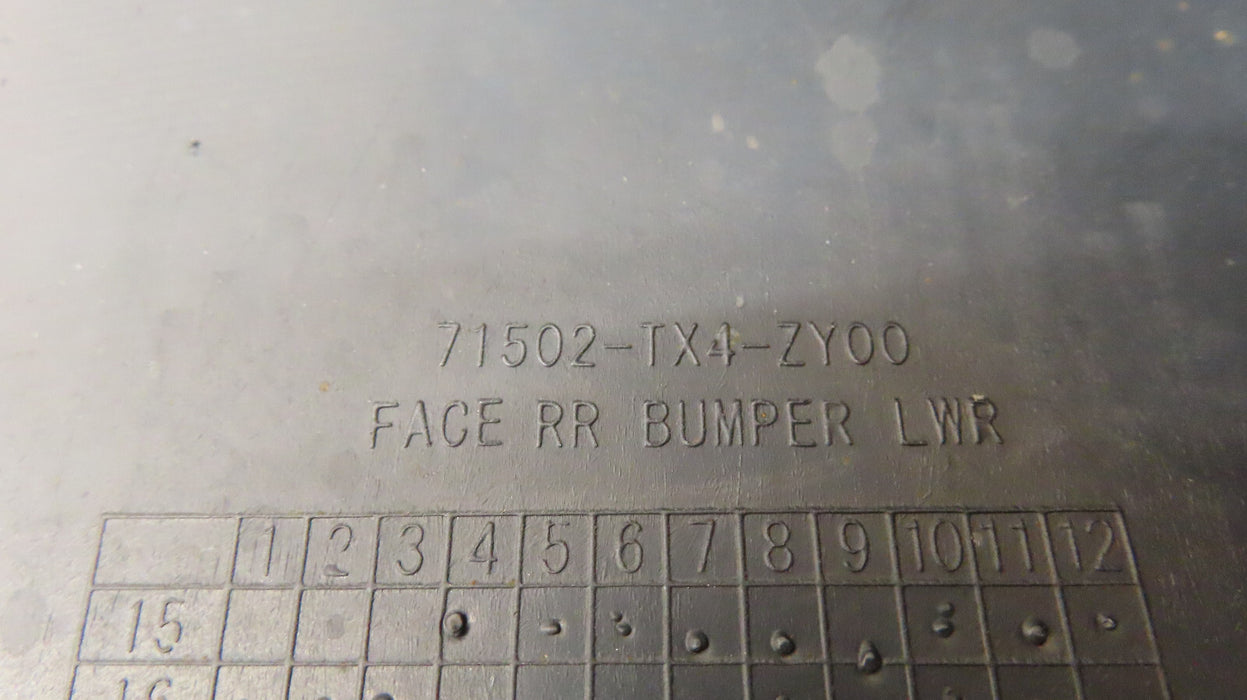 71502-TX4-ZY00
FACE RR BUMPER LWR
1 2 3 4 5 6 7 8 9 10 11 12
15
16